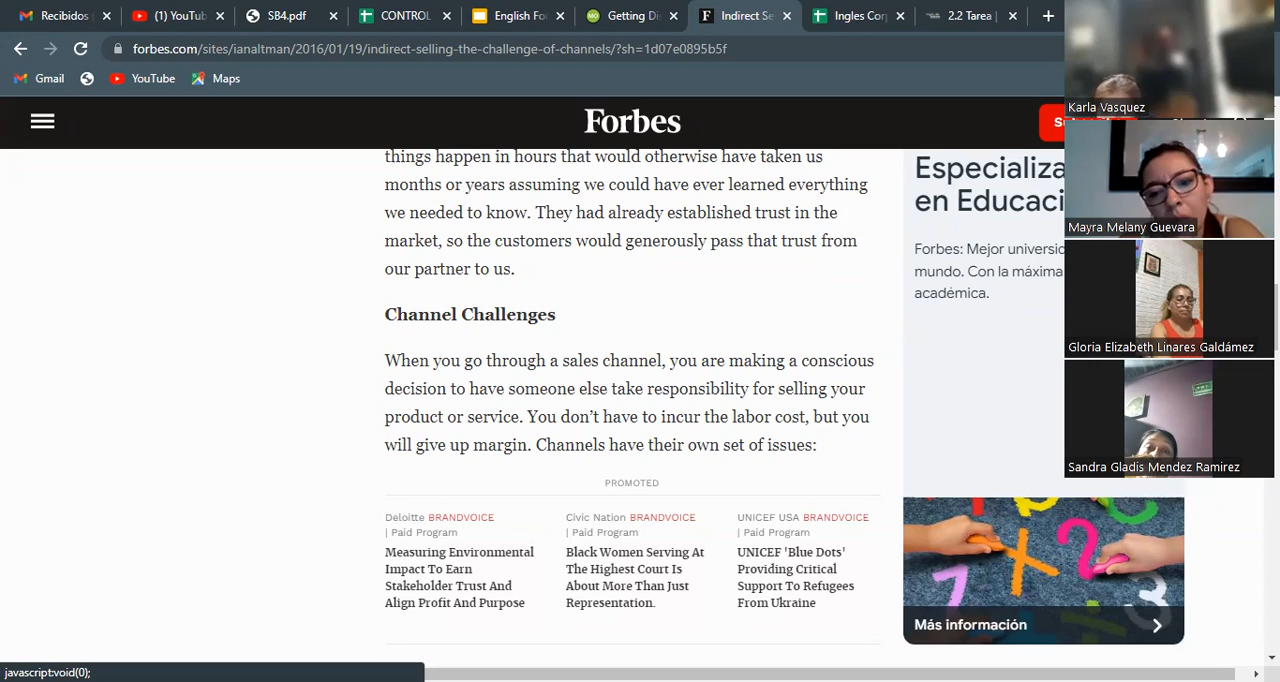 Recibidos
(1) YouTub
SB4.pdf
CONTROL
English Fo
Getting Di
Indirect Se
Ingles Cor
2.2 Tarea |
forbes.com/sites/ianaltman/2016/01/19/indirect-selling-the-challenge-of-channels/?sh=1d07e0895b5f
Gmail
YouTube
Maps
Forbes
things happen in hours that would otherwise have taken us
months or years assuming we could have ever learned everything
we needed to know. They had already established trust in the
market, so the customers would generously pass that trust from
our partner to us.
Channel Challenges
When you go through a sales channel, you are making a conscious
decision to have someone else take responsibility for selling your
product or service. You don’t have to incur the labor cost, but you
will give up margin. Channels have their own set of issues:
PROMOTED
Deloitte BRANDVOICE
| Paid Program
Measuring Environmental
Impact To Earn
Stakeholder Trust And
Align Profit And Purpose
Civic Nation BRANDVOICE
| Paid Program
Black Women Serving At
The Highest Court Is
About More Than Just
Representation.
UNICEF USA BRANDVOICE
| Paid Program
UNICEF 'Blue Dots'
Providing Critical
Support To Refugees
From Ukraine
Especializa
en Educaci
Forbes: Mejor universid
mundo. Con la máxima
académica.
Más información
Karla Vasquez
Mayra Melany Guevara
Gloria Elizabeth Linares Galdámez
Sandra Gladis Mendez Ramirez
javascript:void(0);